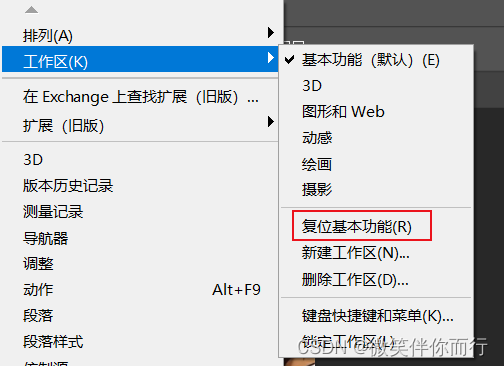 排列(A)
工作区(K)
在 Exchange 上查找扩展（旧版）...
扩展（旧版）
3D
版本历史记录
测量记录
导航器
调整
动作 Alt+F9
段落
段落样式
仿制源
✓ 基本功能（默认）(E)
3D
图形和 Web
动感
绘画
摄影
复位基本功能(R)
新建工作区(N)...
删除工作区(D)...
键盘快捷键和菜单(K)...
锁定工作区(L)
CSDN @微笑伴你而行